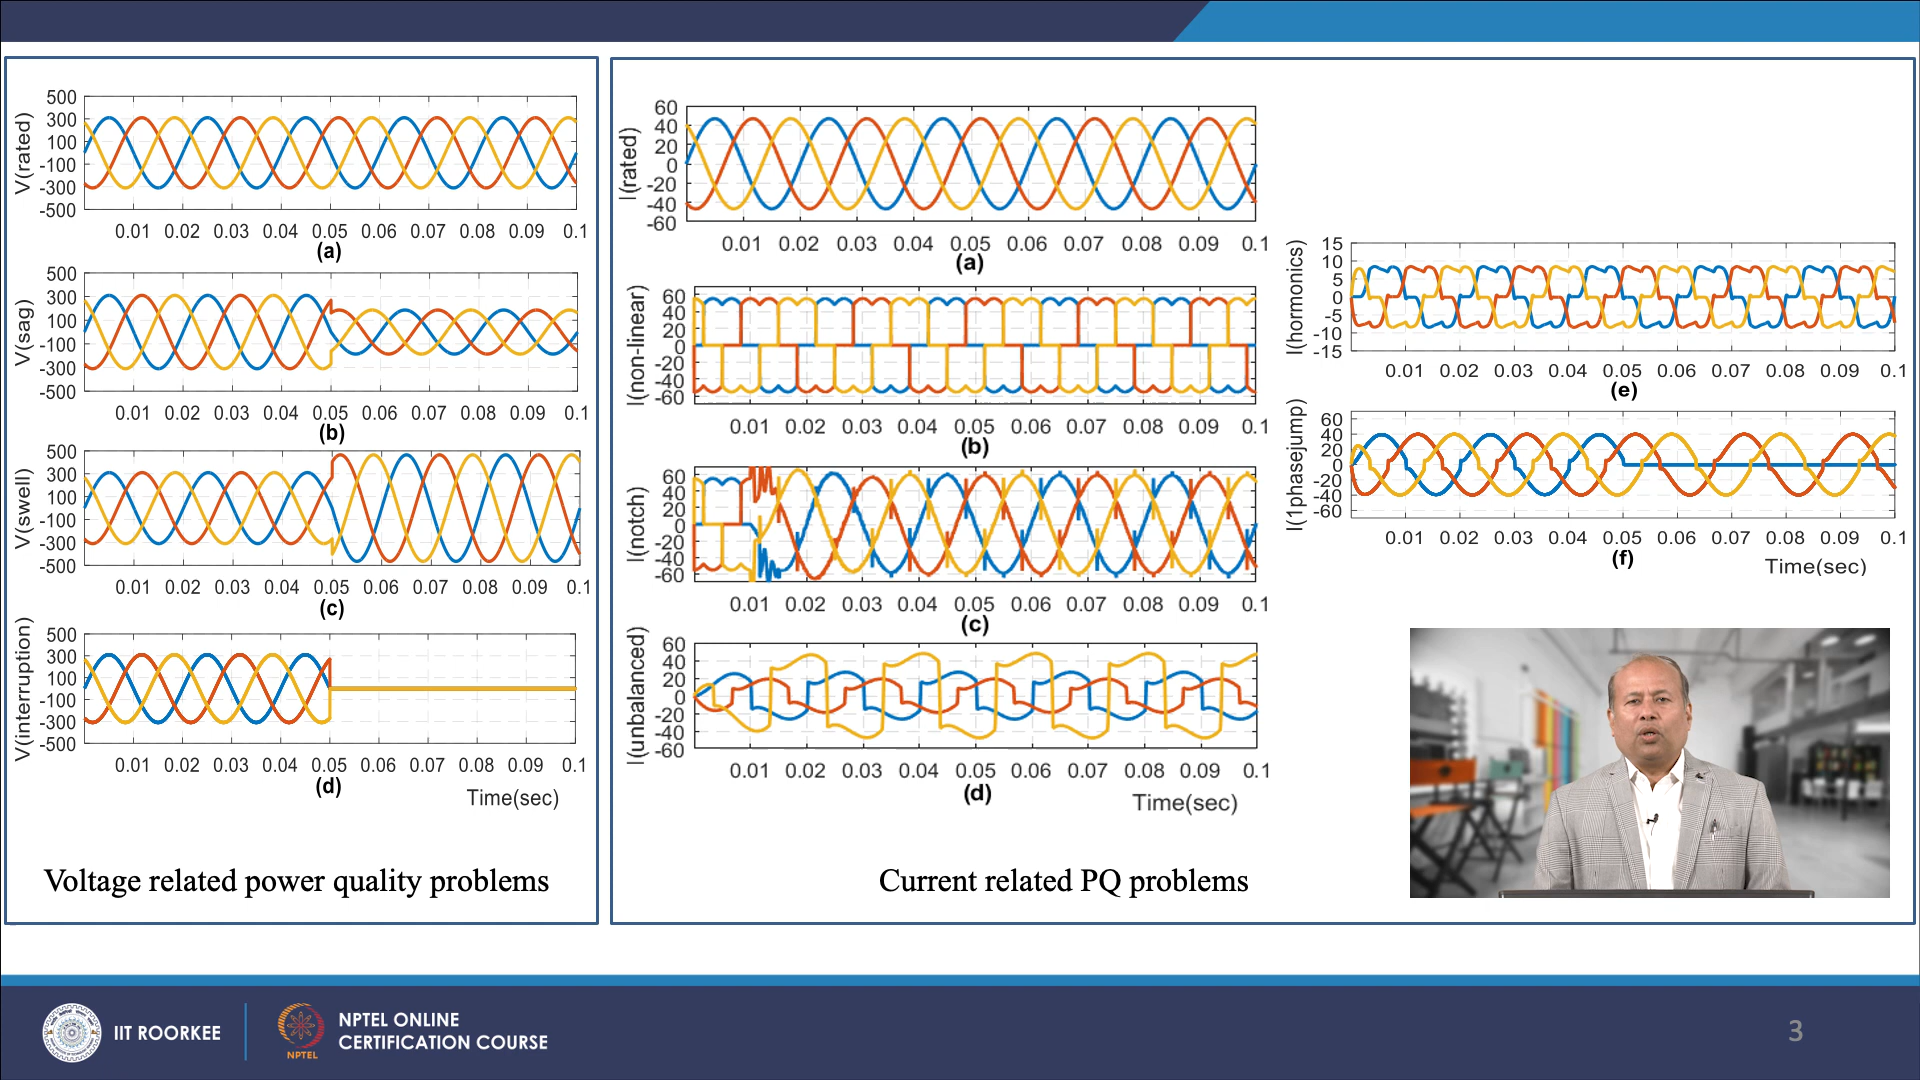 V(rated)
500
300
100
-100
-300
-500
0.01 0.02 0.03 0.04 0.05 0.06 0.07 0.08 0.09 0.1
(a)
V(sag)
500
300
100
-100
-300
-500
0.01 0.02 0.03 0.04 0.05 0.06 0.07 0.08 0.09 0.1
(b)
V(swell)
500
300
100
-100
-300
-500
0.01 0.02 0.03 0.04 0.05 0.06 0.07 0.08 0.09 0.1
(c)
V(interruption)
500
300
100
-100
-300
-500
0.01 0.02 0.03 0.04 0.05 0.06 0.07 0.08 0.09 0.1
(d)
Time(sec)
Voltage related power quality problems
I(rated)
60
40
20
0
-20
-40
-60
0.01 0.02 0.03 0.04 0.05 0.06 0.07 0.08 0.09 0.1
(a)
I(non-linear)
60
40
20
0
-20
-40
-60
0.01 0.02 0.03 0.04 0.05 0.06 0.07 0.08 0.09 0.1
(b)
I(notch)
60
40
20
0
-20
-40
-60
0.01 0.02 0.03 0.04 0.05 0.06 0.07 0.08 0.09 0.1
(c)
I(unbalanced)
60
40
20
0
-20
-40
-60
0.01 0.02 0.03 0.04 0.05 0.06 0.07 0.08 0.09 0.1
(d)
Time(sec)
I(hormonics)
15
10
5
0
-5
-10
-15
0.01 0.02 0.03 0.04 0.05 0.06 0.07 0.08 0.09 0.1
(e)
I(1phasejump)
60
40
20
0
-20
-40
-60
0.01 0.02 0.03 0.04 0.05 0.06 0.07 0.08 0.09 0.1
(f)
Time(sec)
Current related PQ problems
IIT ROORKEE
NPTEL
NPTEL ONLINE
CERTIFICATION COURSE
3